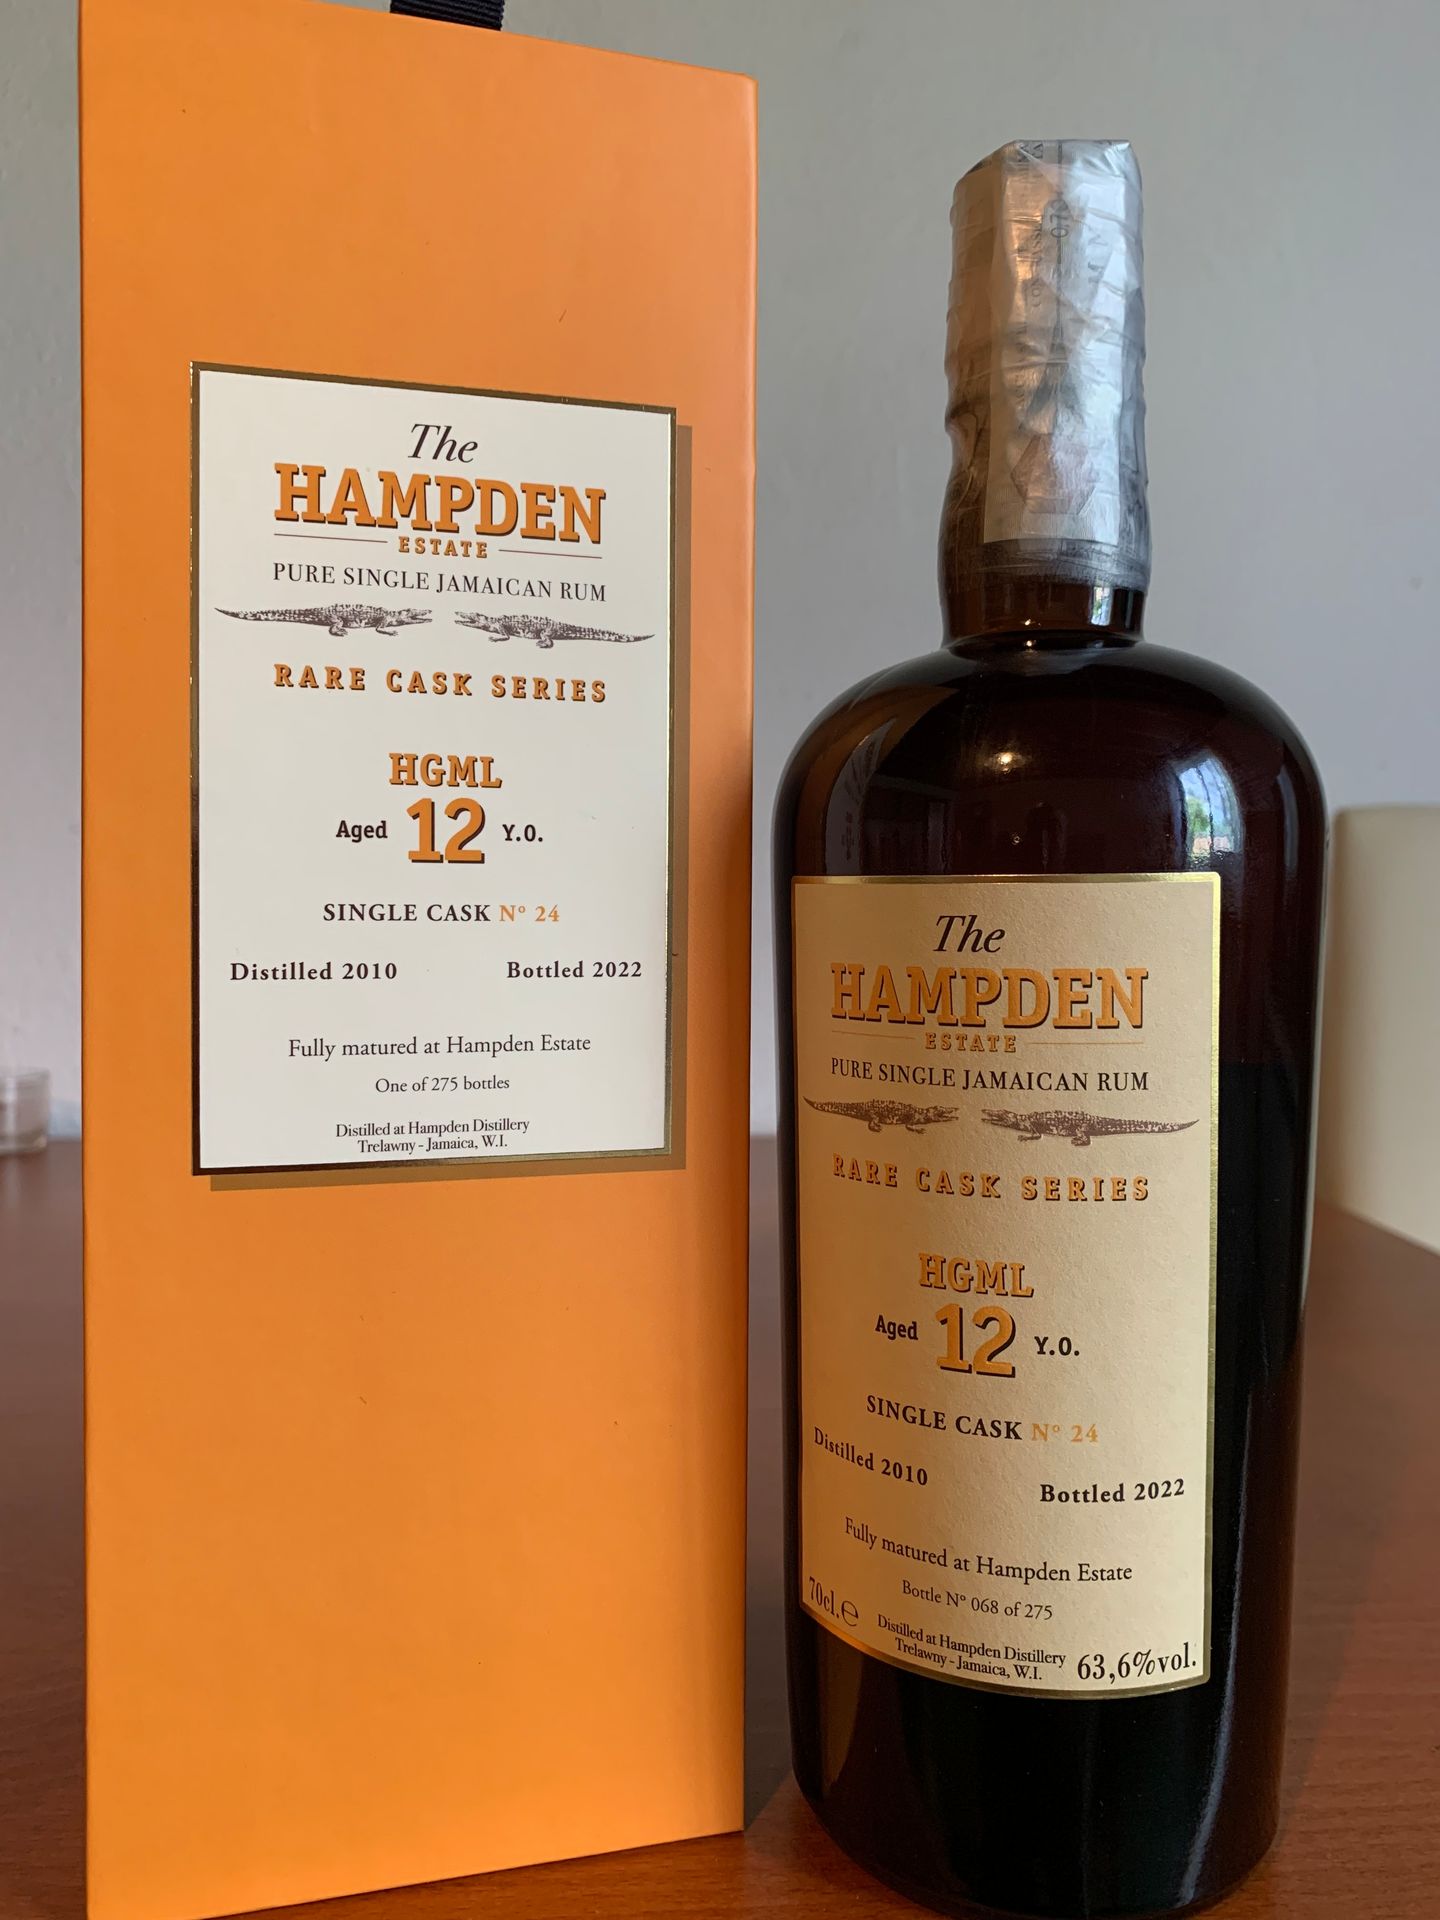 The
HAMPDEN
ESTATE
PURE SINGLE JAMAICAN RUM
RARE CASK SERIES
HGML
Aged 12 Y.O.
SINGLE CASK Nº 24
Distilled 2010 Bottled 2022
Fully matured at Hampden Estate
One of 275 bottles
Distilled at Hampden Distillery
Trelawny - Jamaica, W.I.
The
HAMPDEN
ESTATE
PURE SINGLE JAMAICAN RUM
RARE CASK SERIES
HGML
Aged 12 Y.O.
SINGLE CASK Nº 24
Distilled 2010 Bottled 2022
Fully matured at Hampden Estate
Bottle Nº 068 of 275
70cl.℮
Distilled at Hampden Distillery
Trelawny - Jamaica, W.I.
63,6%vol.